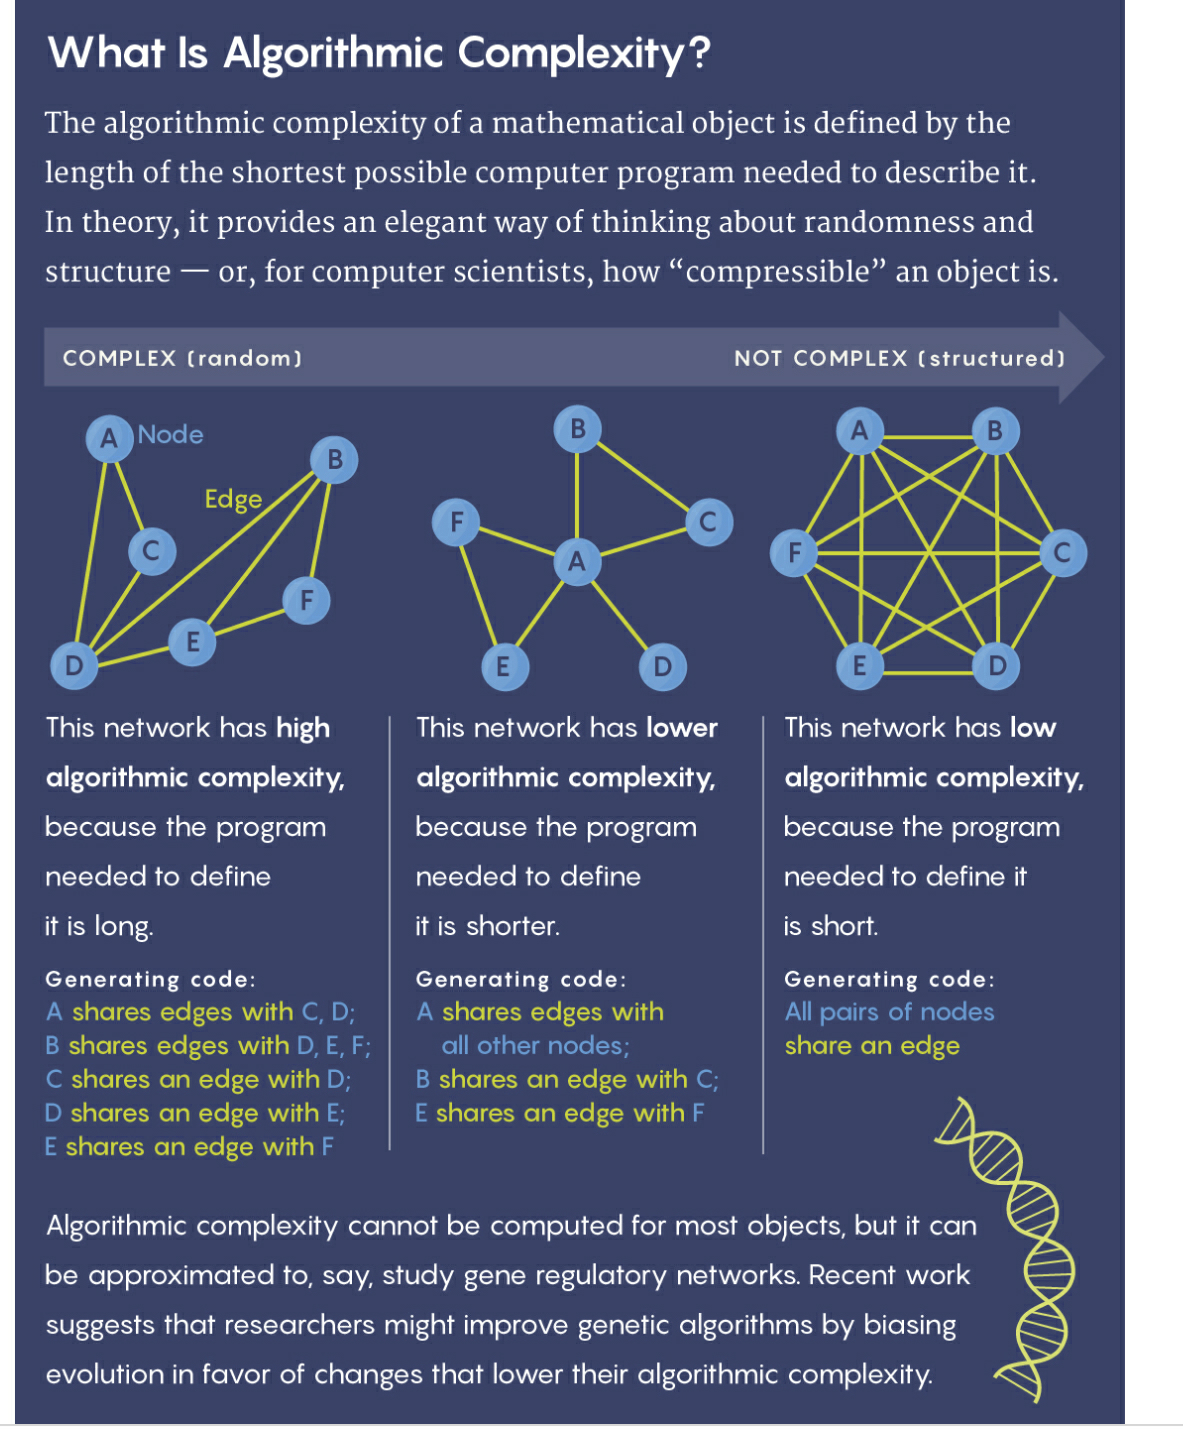 What Is Algorithmic Complexity?
The algorithmic complexity of a mathematical object is defined by the
length of the shortest possible computer program needed to describe it.
In theory, it provides an elegant way of thinking about randomness and
structure — or, for computer scientists, how “compressible” an object is.
COMPLEX (random)
NOT COMPLEX (structured)
A
Node
B
Edge
C
F
E
D
B
F
C
A
E
D
A
B
F
C
E
D
This network has high
algorithmic complexity,
because the program
needed to define
it is long.
Generating code:
A shares edges with C, D;
B shares edges with D, E, F;
C shares an edge with D;
D shares an edge with E;
E shares an edge with F
This network has lower
algorithmic complexity,
because the program
needed to define
it is shorter.
Generating code:
A shares edges with
all other nodes;
B shares an edge with C;
E shares an edge with F
This network has low
algorithmic complexity,
because the program
needed to define it
is short.
Generating code:
All pairs of nodes
share an edge
Algorithmic complexity cannot be computed for most objects, but it can
be approximated to, say, study gene regulatory networks. Recent work
suggests that researchers might improve genetic algorithms by biasing
evolution in favor of changes that lower their algorithmic complexity.